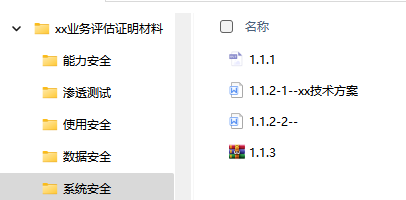 xx业务评估证明材料
能力安全
渗透测试
使用安全
数据安全
系统安全
名称
1.1.1
1.1.2-1--xx技术方案
1.1.2-2--
1.1.3